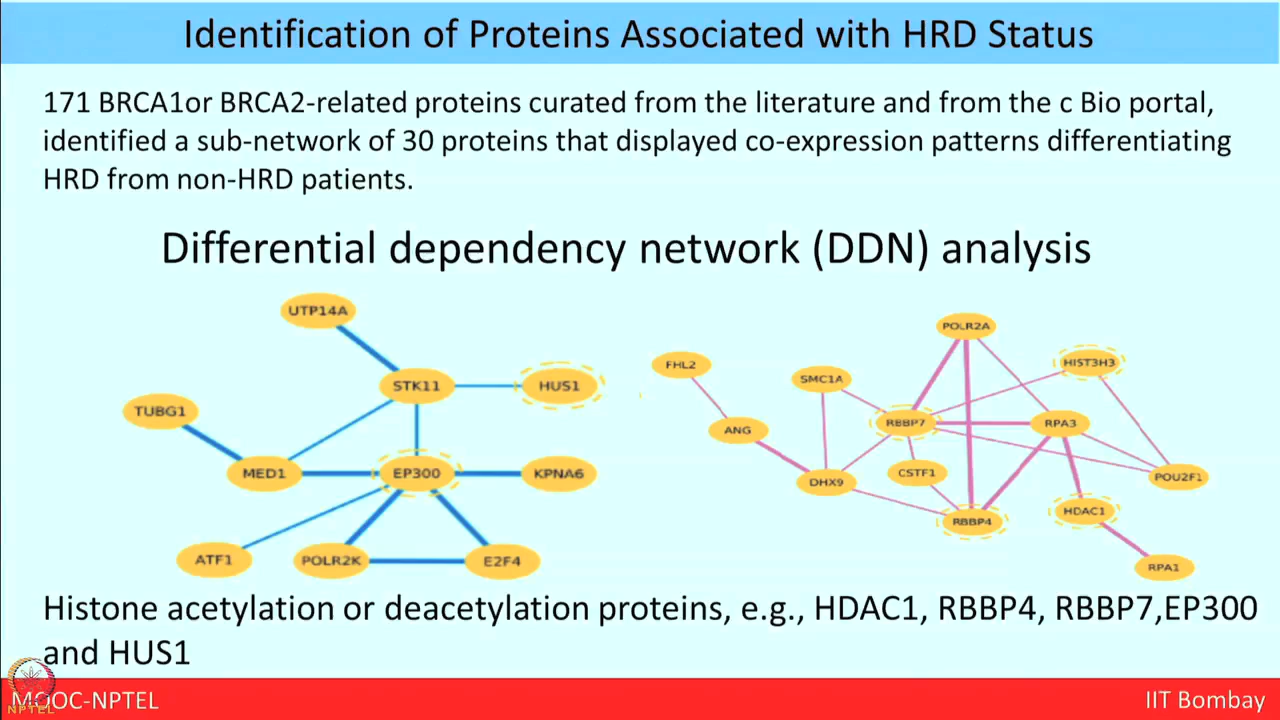 Identification of Proteins Associated with HRD Status
171 BRCA1or BRCA2-related proteins curated from the literature and from the c Bio portal,
identified a sub-network of 30 proteins that displayed co-expression patterns differentiating
HRD from non-HRD patients.
Differential dependency network (DDN) analysis
UTP14A
STK11
HUS1
TUBG1
MED1
EP300
KPNA6
ATF1
POLR2K
E2F4
POLR2A
FHL2
SMC1A
HIST3H3
ANG
RBBP7
RPA3
DHX9
CSTF1
POU2F1
RBBP4
HDAC1
RPA1
Histone acetylation or deacetylation proteins, e.g., HDAC1, RBBP4, RBBP7,EP300
and HUS1
MOOC-NPTEL
NPTEL
IIT Bombay